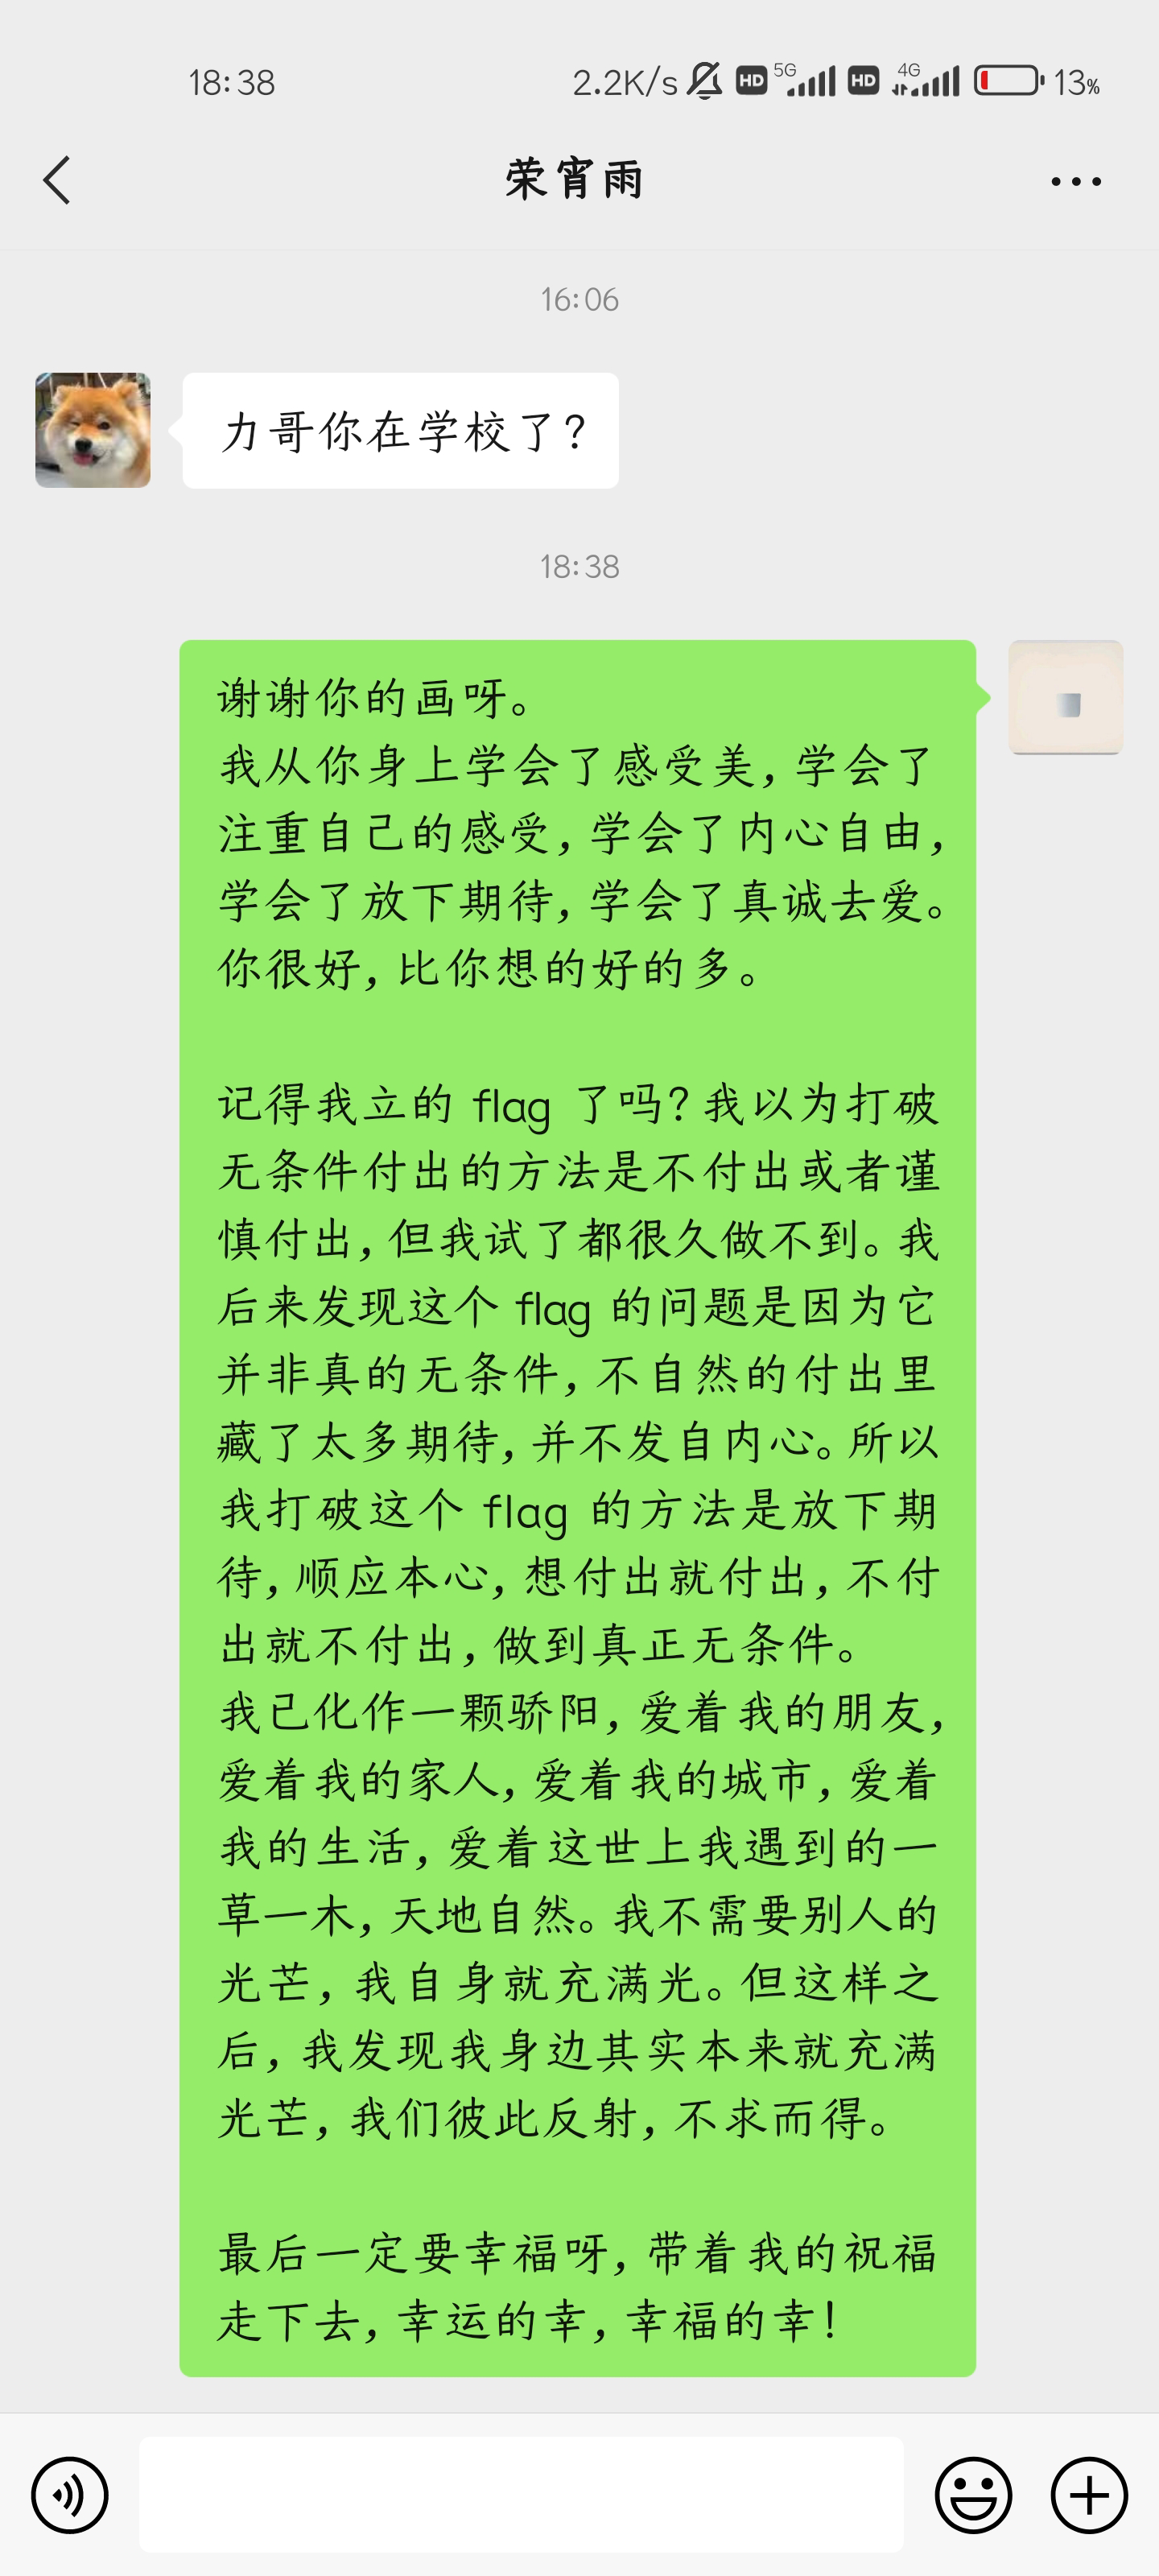 18:38
2.2K/s HD 5G HD 4G 13%
荣宵雨
16:06
力哥你在学校了?
18:38
谢谢你的画呀。
我从你身上学会了感受美,学会了
注重自己的感受,学会了内心自由,
学会了放下期待,学会了真诚去爱。
你很好,比你想的好的多。
记得我立的 flag 了吗?我以为打破
无条件付出的方法是不付出或者谨
慎付出,但我试了都很久做不到。我
后来发现这个 flag 的问题是因为它
并非真的无条件,不自然的付出里
藏了太多期待,并不发自内心。所以
我打破这个 flag 的方法是放下期
待,顺应本心,想付出就付出,不付
出就不付出,做到真正无条件。
我已化作一颗骄阳,爱着我的朋友,
爱着我的家人,爱着我的城市,爱着
我的生活,爱着这世上我遇到的一
草一木,天地自然。我不需要别人的
光芒,我自身就充满光。但这样之
后,我发现我身边其实本来就充满
光芒,我们彼此反射,不求而得。
最后一定要幸福呀,带着我的祝福
走下去,幸运的幸,幸福的幸!